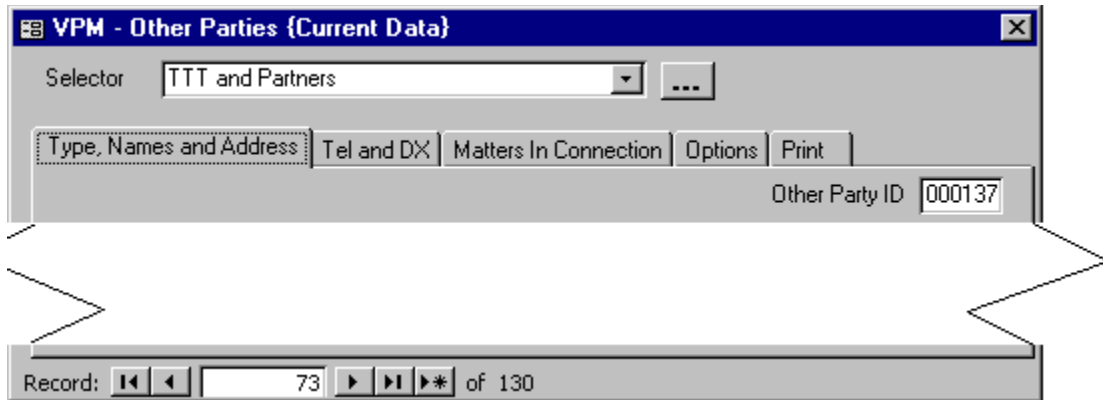 VPM - Other Parties {Current Data}
Selector TTT and Partners ...
Type, Names and Address Tel and DX Matters In Connection Options Print
Other Party ID 000137
Record: 73 of 130